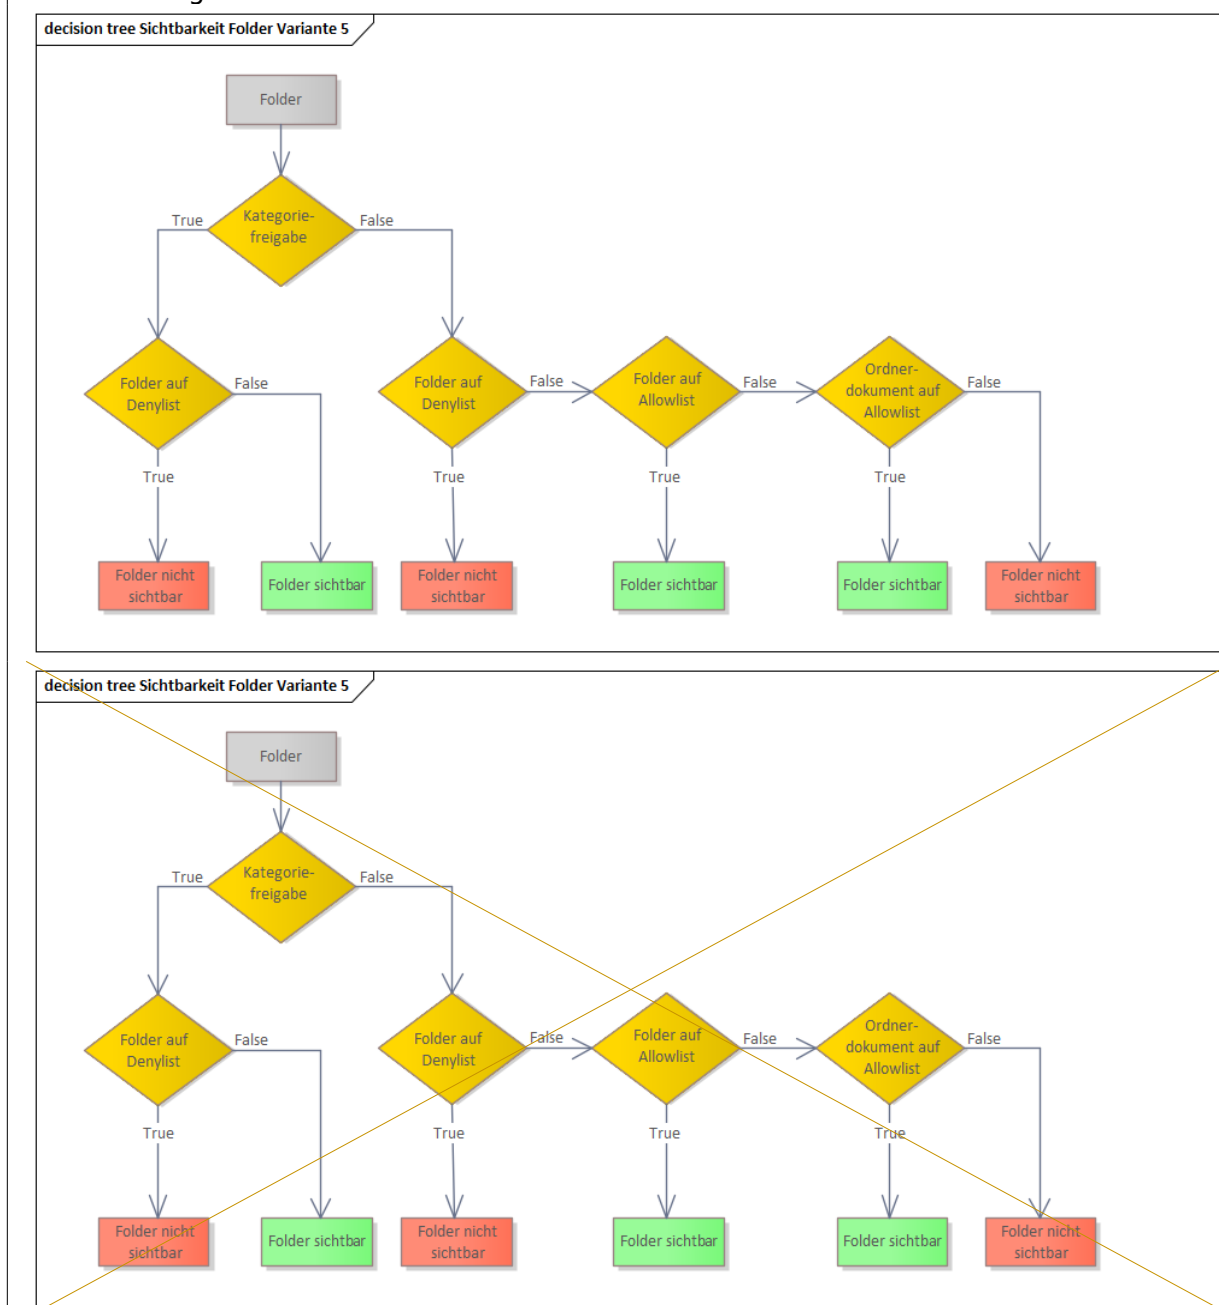 decision tree Sichtbarkeit Folder Variante 5
Folder
Kategorie-
freigabe
True
False
Folder auf
Denylist
False
Folder auf
Denylist
False
Folder auf
Allowlist
False
Ordner-
dokument auf
Allowlist
False
True
True
True
True
Folder nicht
sichtbar
Folder sichtbar
Folder nicht
sichtbar
Folder sichtbar
Folder sichtbar
Folder nicht
sichtbar
decision tree Sichtbarkeit Folder Variante 5
Folder
Kategorie-
freigabe
True
False
Folder auf
Denylist
False
Folder auf
Denylist
False
Folder auf
Allowlist
False
Ordner-
dokument auf
Allowlist
False
True
True
True
True
Folder nicht
sichtbar
Folder sichtbar
Folder nicht
sichtbar
Folder sichtbar
Folder sichtbar
Folder nicht
sichtbar